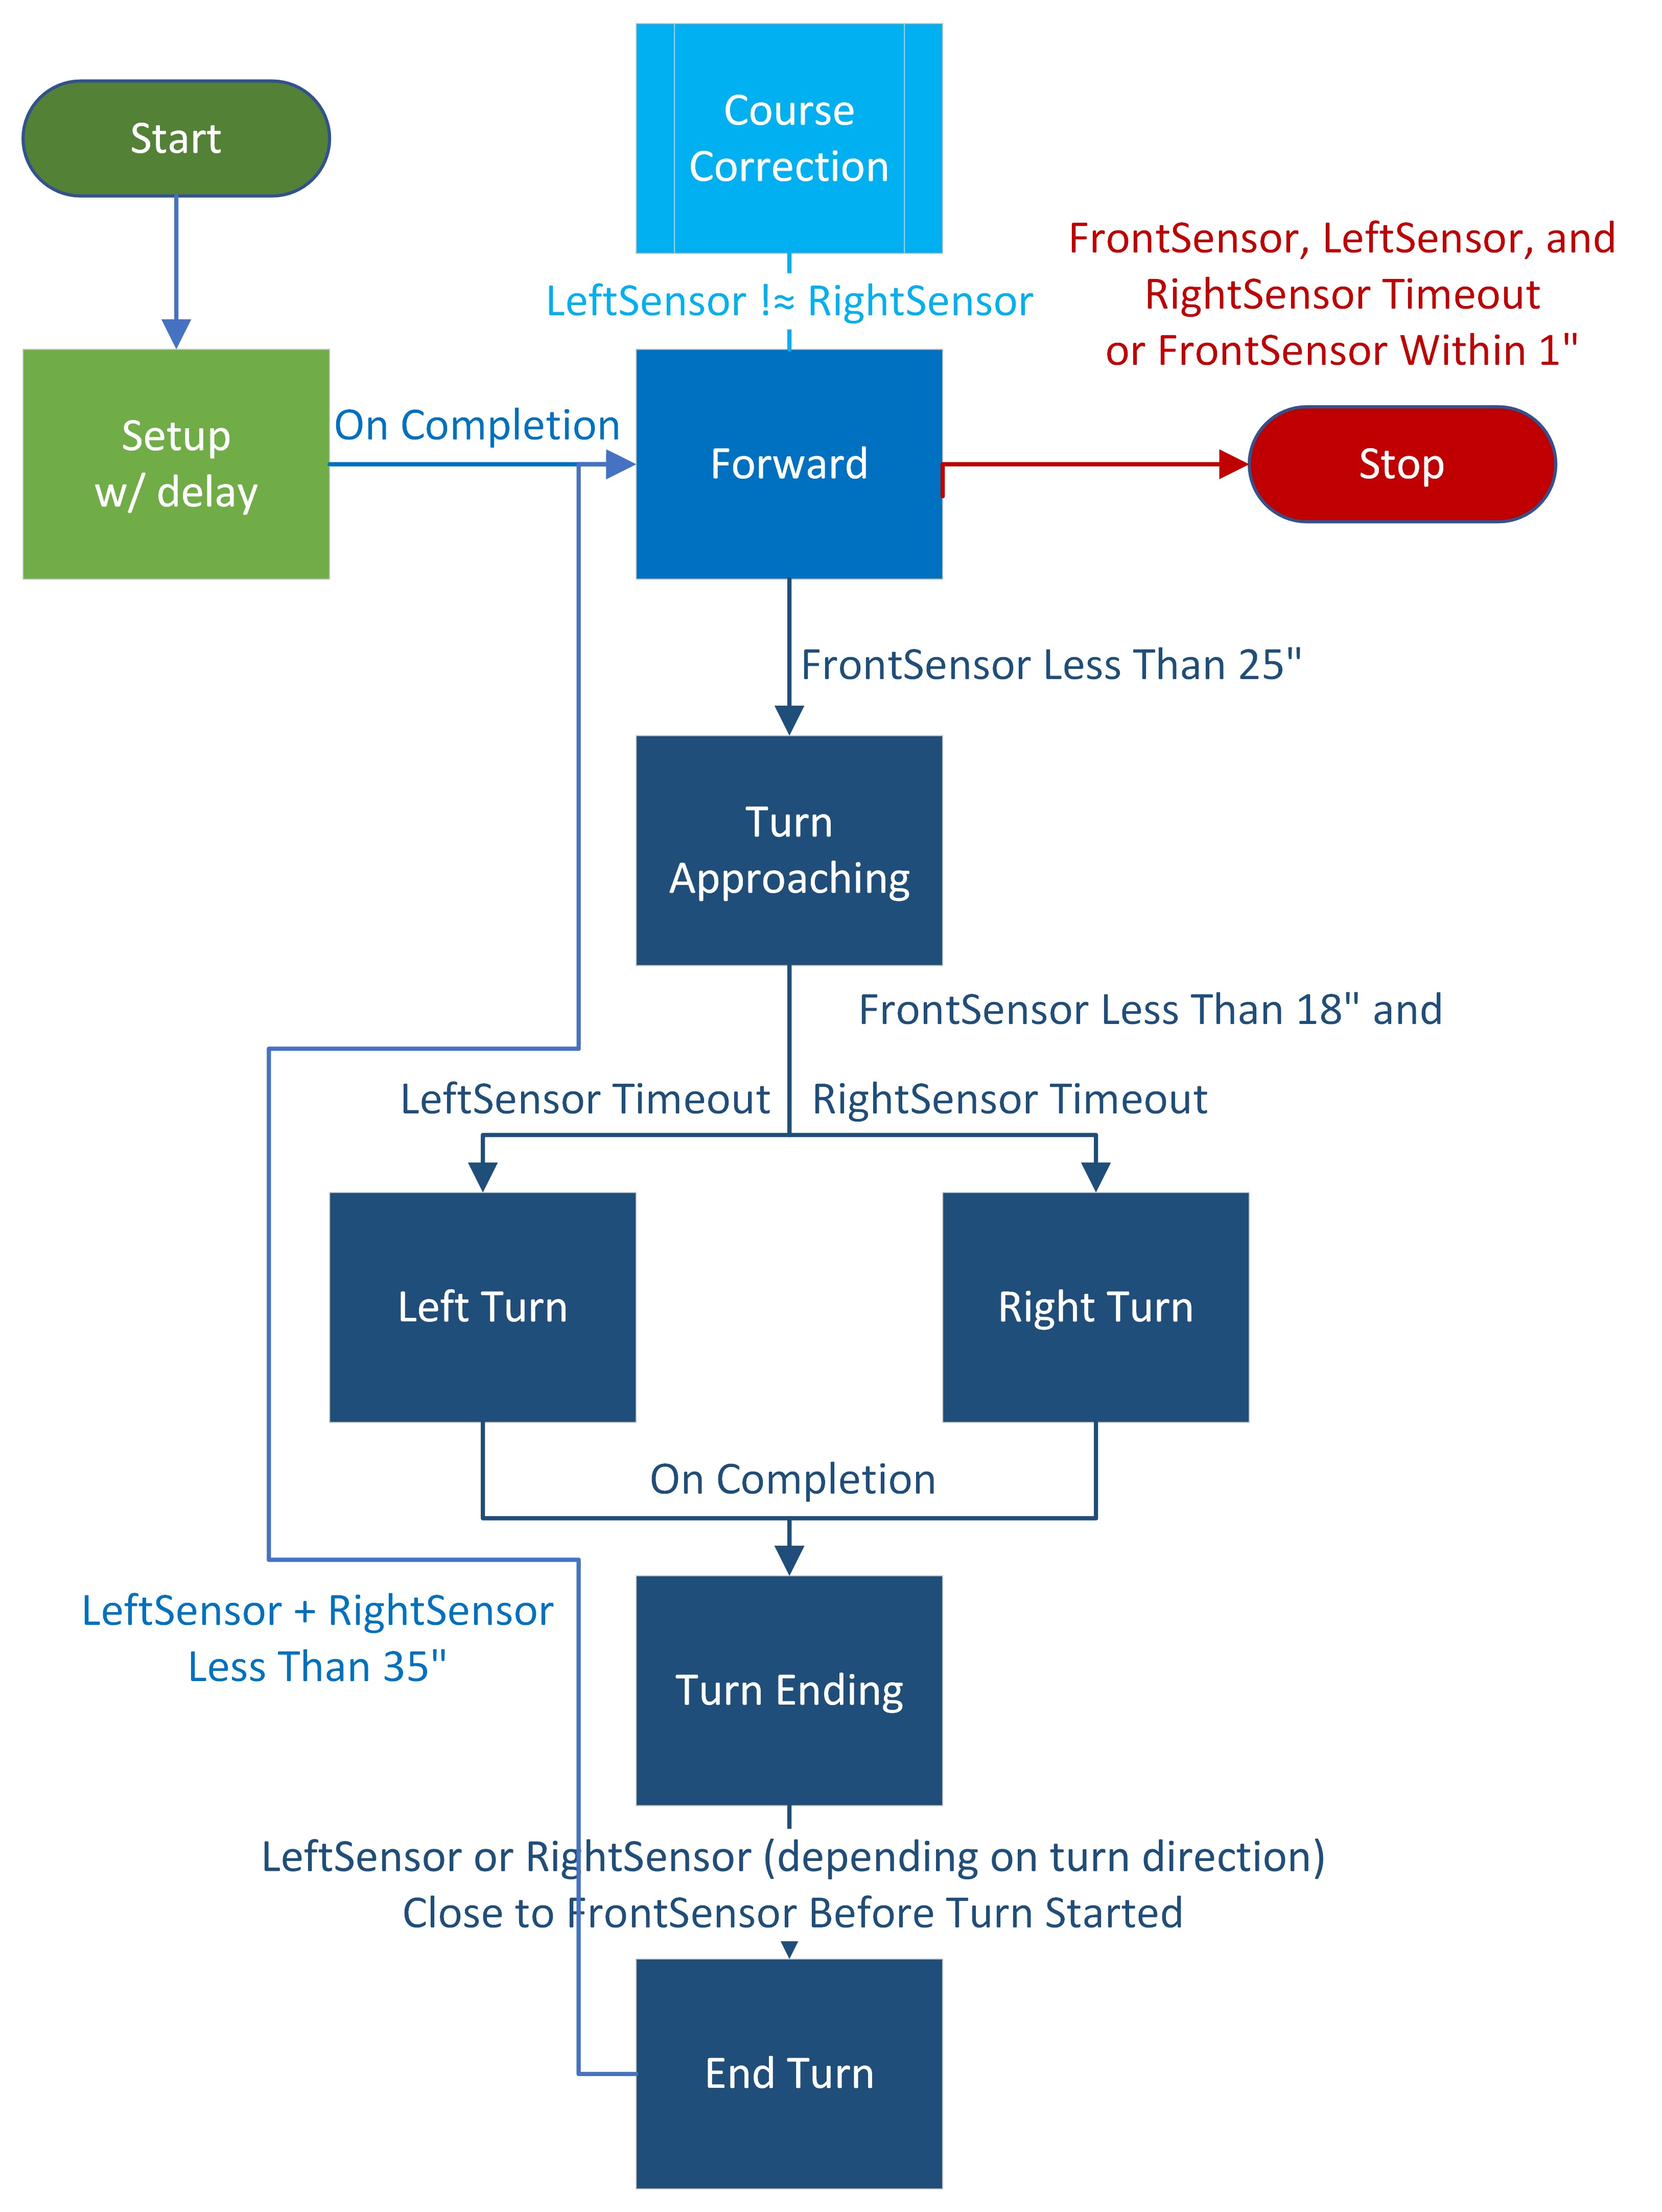 Course
Correction
Start
FrontSensor, LeftSensor, and
RightSensor Timeout
or FrontSensor Within 1"
LeftSensor !≈ RightSensor
Setup
w/ delay
On Completion
Forward
Stop
FrontSensor Less Than 25"
Turn
Approaching
FrontSensor Less Than 18" and
LeftSensor Timeout
RightSensor Timeout
Left Turn
Right Turn
On Completion
LeftSensor + RightSensor
Less Than 35"
Turn Ending
LeftSensor or RightSensor (depending on turn direction)
Close to FrontSensor Before Turn Started
End Turn